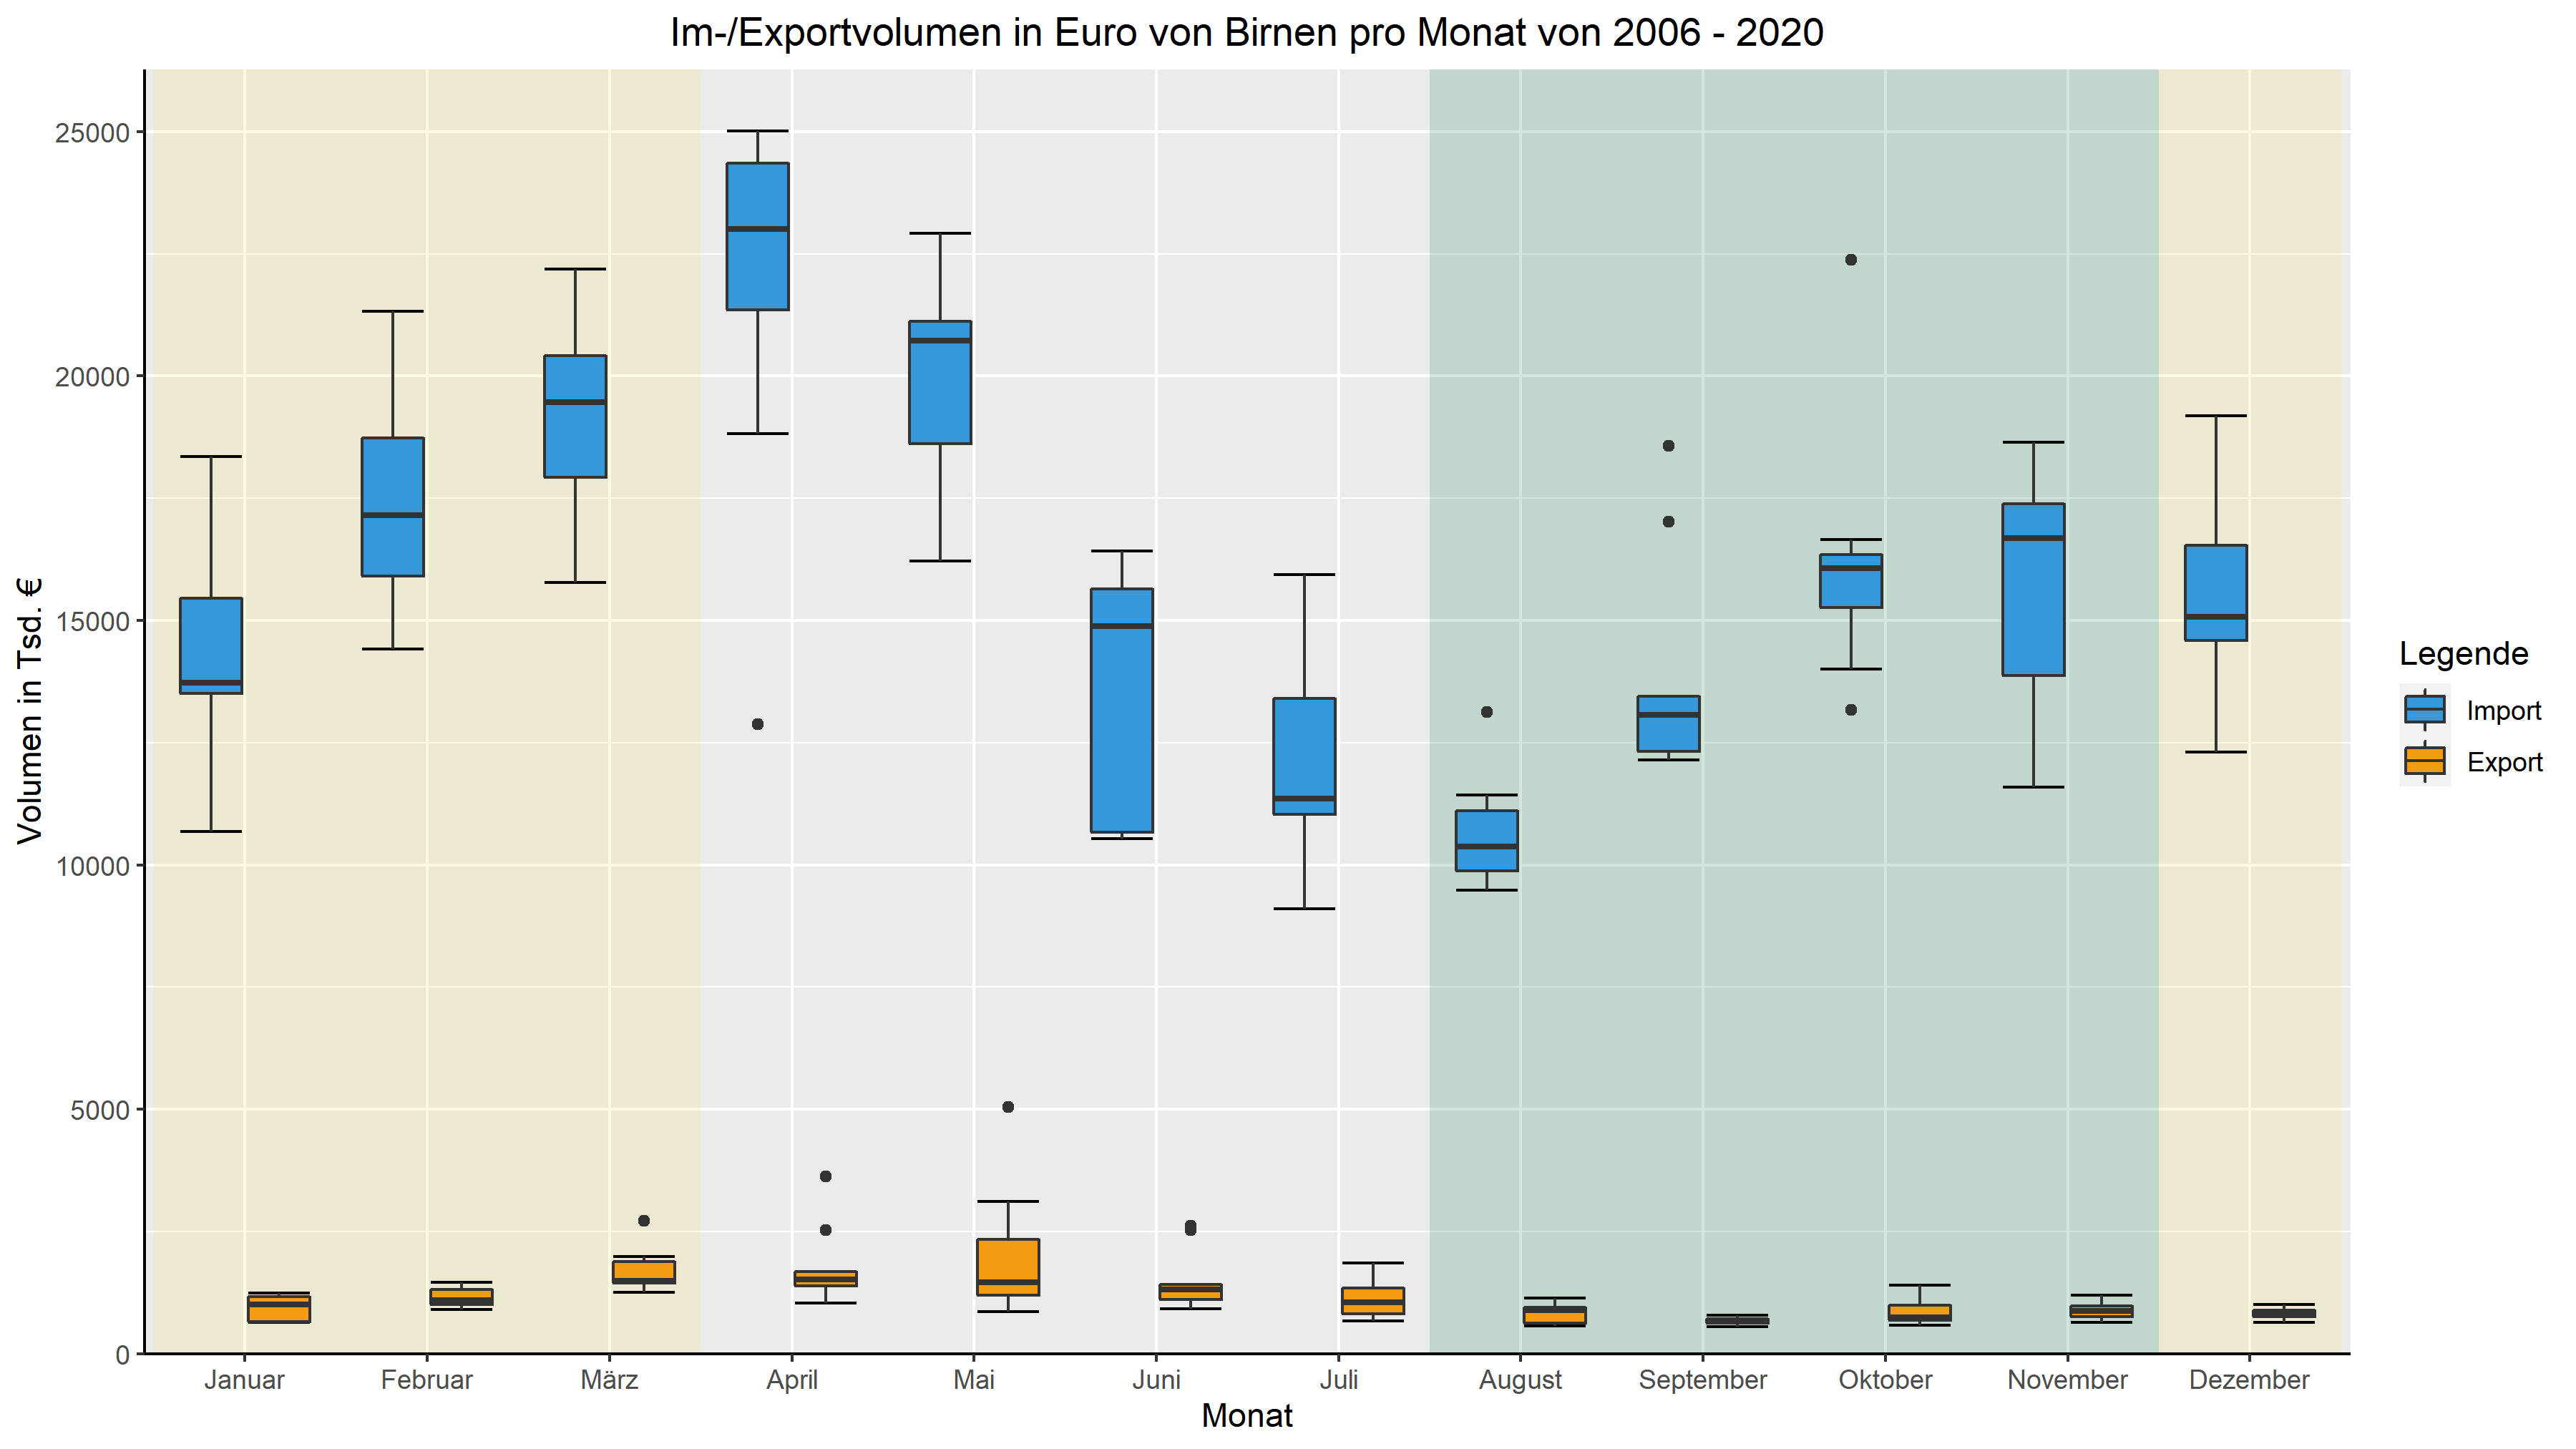 Im-/Exportvolumen in Euro von Birnen pro Monat von 2006 - 2020
Volumen in Tsd. €
25000
20000
15000
10000
5000
0
Januar Februar März April Mai Juni Juli August September Oktober November Dezember
Monat
Legende
Import
Export